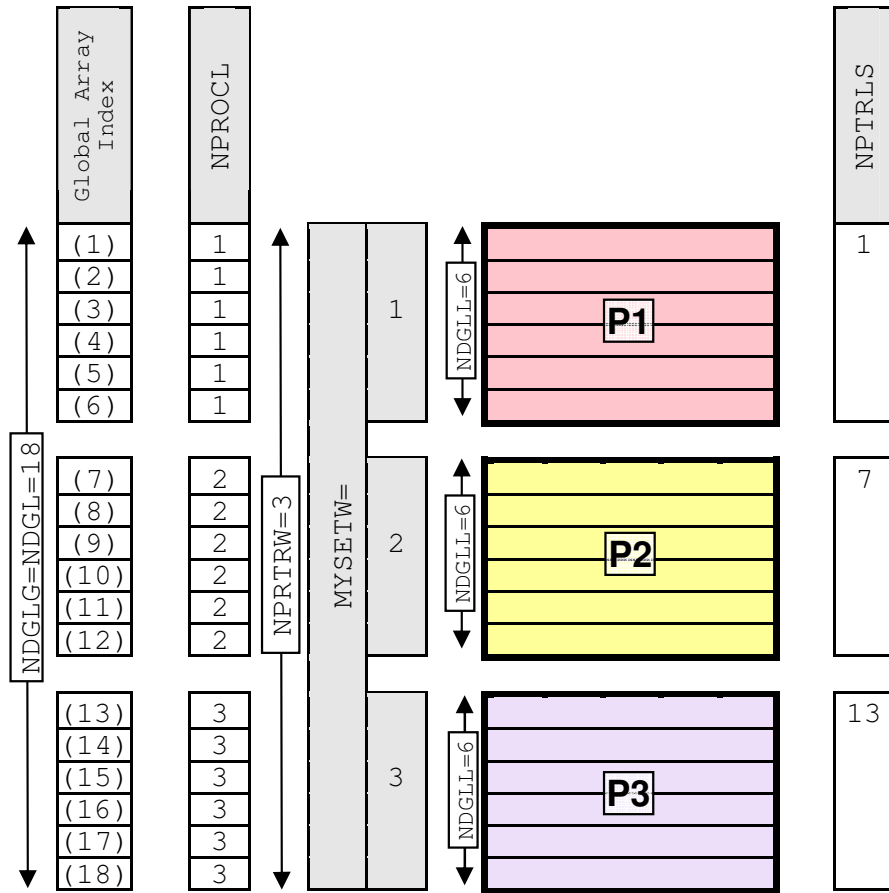 Global Array
Index
NPROCL
NPTRLS
NDGLG=NDGL=18
NPRTRW=3
MYSETW=
(1) 1
(2) 1
(3) 1
(4) 1
(5) 1
(6) 1
1
NDGLL=6
P1
1
(7) 2
(8) 2
(9) 2
(10) 2
(11) 2
(12) 2
2
NDGLL=6
P2
7
(13) 3
(14) 3
(15) 3
(16) 3
(17) 3
(18) 3
3
NDGLL=6
P3
13